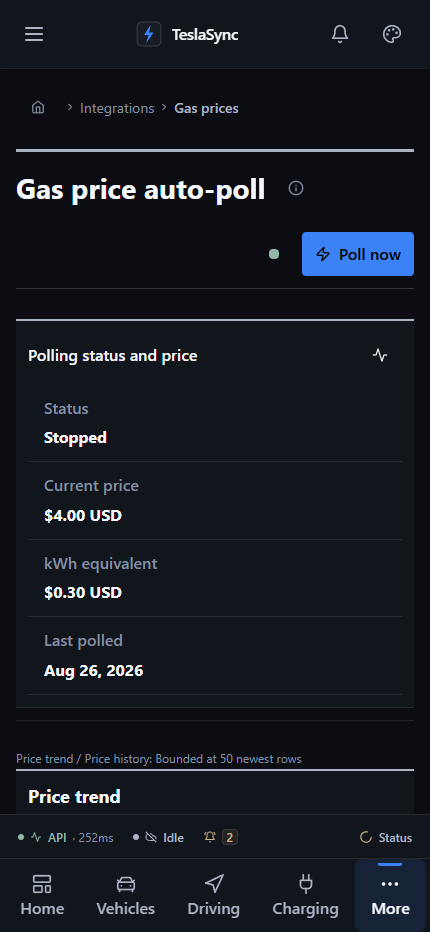 TeslaSync
Integrations Gas prices
Gas price auto-poll
Poll now
Polling status and price
Status
Stopped
Current price
$4.00 USD
kWh equivalent
$0.30 USD
Last polled
Aug 26, 2026
Price trend / Price history: Bounded at 50 newest rows
Price trend
API · 252ms Idle 2 Status
Home Vehicles Driving Charging More